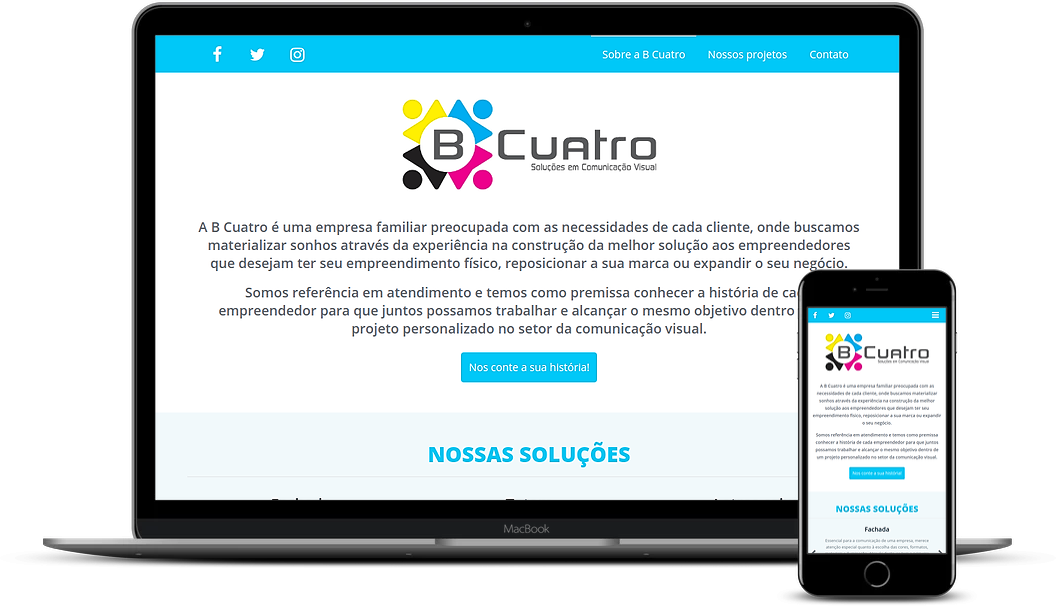 Sobre a B Cuatro Nossos projetos Contato
B Cuatro
Soluções em Comunicação Visual
A B Cuatro é uma empresa familiar preocupada com as necessidades de cada cliente, onde buscamos
materializar sonhos através da experiência na construção da melhor solução aos empreendedores
que desejam ter seu empreendimento físico, reposicionar a sua marca ou expandir o seu negócio.
Somos referência em atendimento e temos como premissa conhecer a história de
empreendedor para que juntos possamos trabalhar e alcançar o mesmo objetivo dentro
projeto personalizado no setor da comunicação visual.
Nos conte a sua história!
NOSSAS SOLUÇÕES
MacBook
B Cuatro
Soluções em Comunicação Visual
A B Cuatro é uma empresa familiar preocupada com as
necessidades de cada cliente, onde buscamos materializar
sonhos através da experiência na construção da melhor
solução aos empreendedores que desejam ter seu
empreendimento físico, reposicionar a sua marca ou expandir
o seu negócio.
Somos referência em atendimento e temos como premissa
conhecer a história de cada empreendedor para que juntos
possamos trabalhar e alcançar o mesmo objetivo dentro de
um projeto personalizado no setor da comunicação visual.
Nos conte a sua história!
NOSSAS SOLUÇÕES
Fachada
Essencial para a comunicação de uma empresa, merece
atenção especial quanto à escolha das cores, formatos,